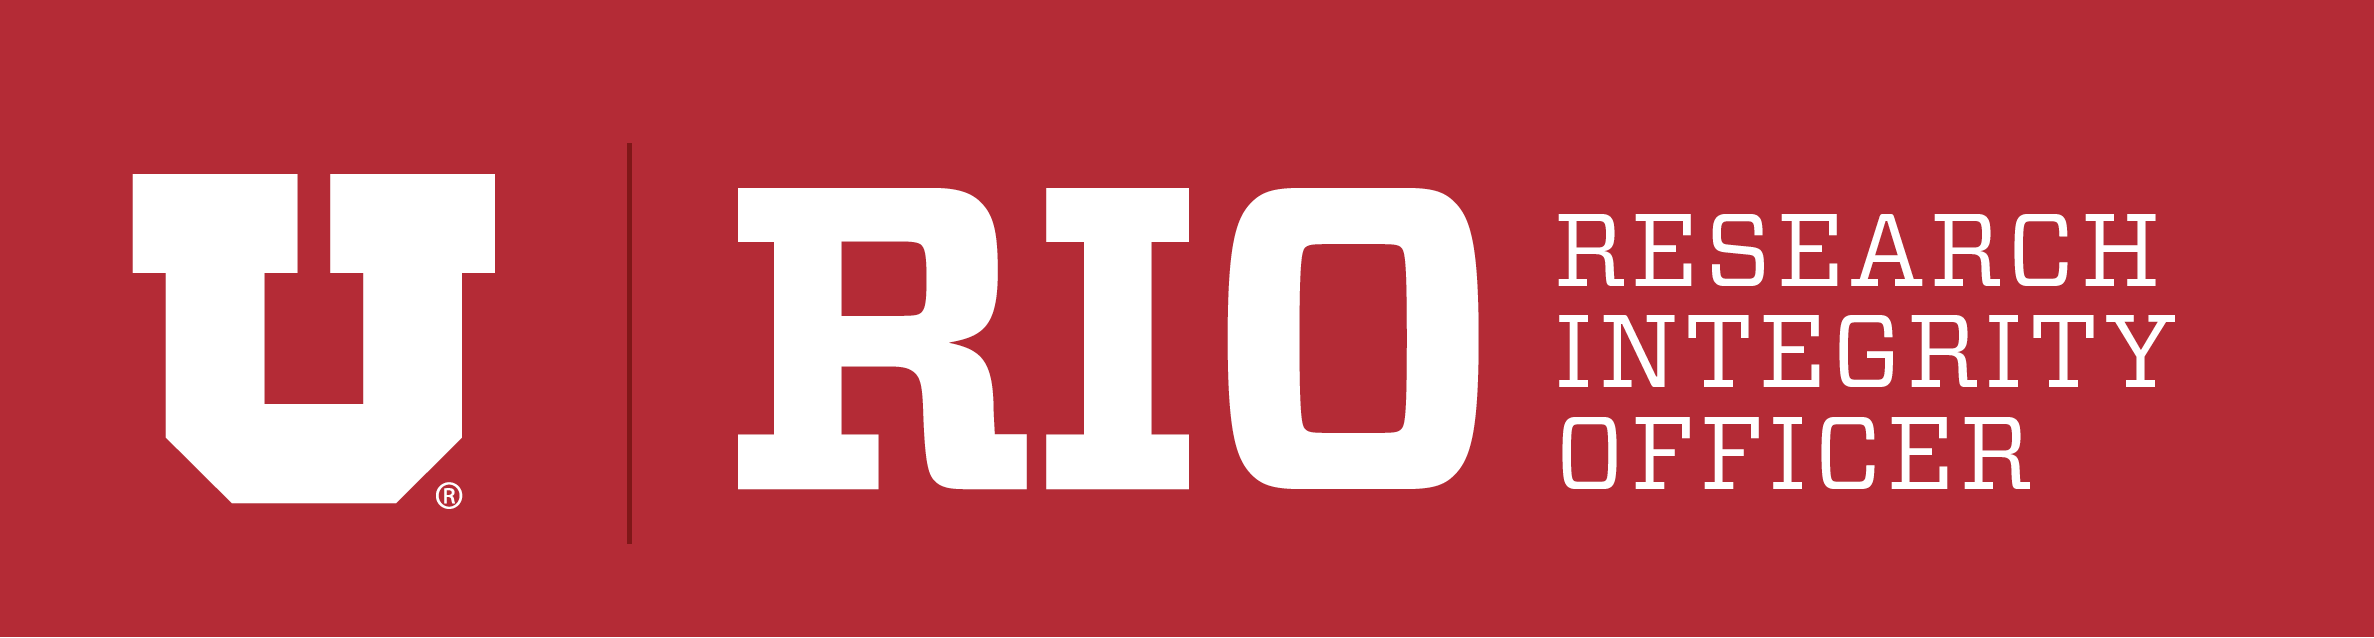 U®
RIO
RESEARCH
INTEGRITY
OFFICER